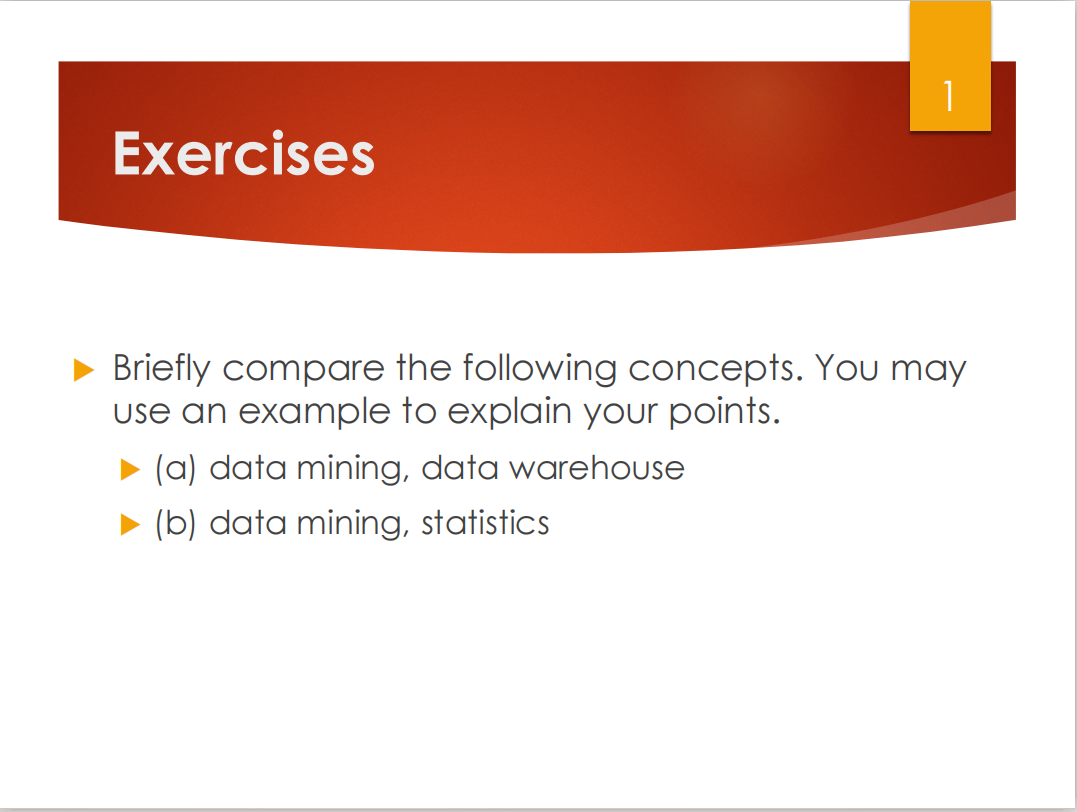 1
Exercises
Briefly compare the following concepts. You may
use an example to explain your points.
(a) data mining, data warehouse
(b) data mining, statistics